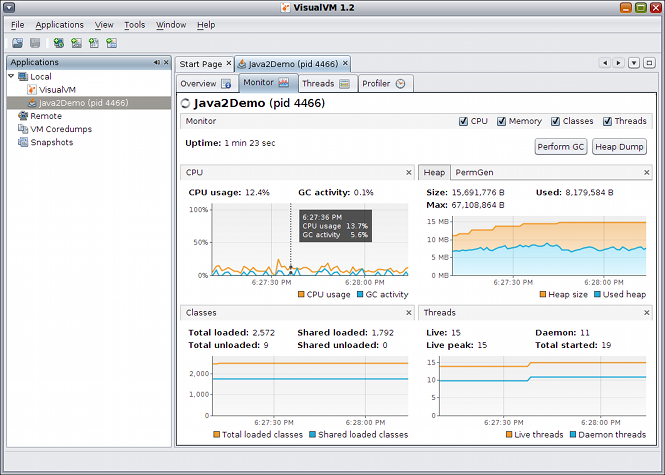 VisualVM 1.2
File Applications View Tools Window Help
Applications
Local
VisualVM
Java2Demo (pid 4466)
Remote
VM Coredumps
Snapshots
Start Page Java2Demo (pid 4466)
Overview Monitor Threads Profiler
Java2Demo (pid 4466)
Monitor CPU Memory Classes Threads
Uptime: 1 min 23 sec
Perform GC Heap Dump
CPU
CPU usage: 12.4% GC activity: 0.1%
100%
50%
0%
6:27:36 PM
CPU usage 13.7%
GC activity 5.6%
6:27:30 PM 6:28:00 PM
CPU usage GC activity
Heap PermGen
Size: 15,691,776 B Used: 8,179,584 B
Max: 67,108,864 B
15 MB
10 MB
5 MB
0 MB
6:27:30 PM 6:28:00 PM
Heap size Used heap
Classes
Total loaded: 2,572 Shared loaded: 1,792
Total unloaded: 9 Shared unloaded: 0
2,000
1,000
0
6:27:30 PM 6:28:00 PM
Total loaded classes Shared loaded classes
Threads
Live: 15 Daemon: 11
Live peak: 15 Total started: 19
15
10
5
0
6:27:30 PM 6:28:00 PM
Live threads Daemon threads